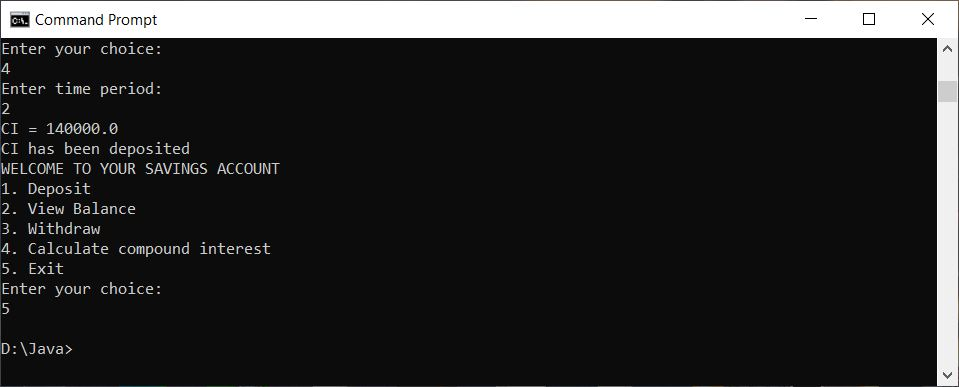 Command Prompt
Enter your choice:
4
Enter time period:
2
CI = 140000.0
CI has been deposited
WELCOME TO YOUR SAVINGS ACCOUNT
1. Deposit
2. View Balance
3. Withdraw
4. Calculate compound interest
5. Exit
Enter your choice:
5
D:\Java>